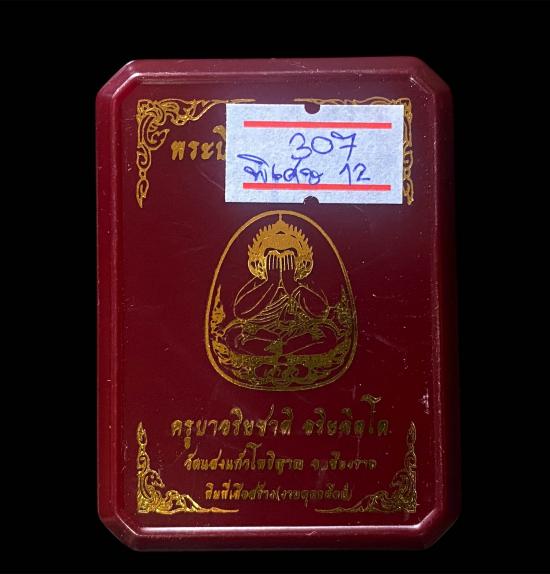 พระปิ
307
พิเศษ 12
ครูบาอริยชาติ อริยจิตโต
วัดแสงแก้วโพธิญาณ จ.เชียงราย